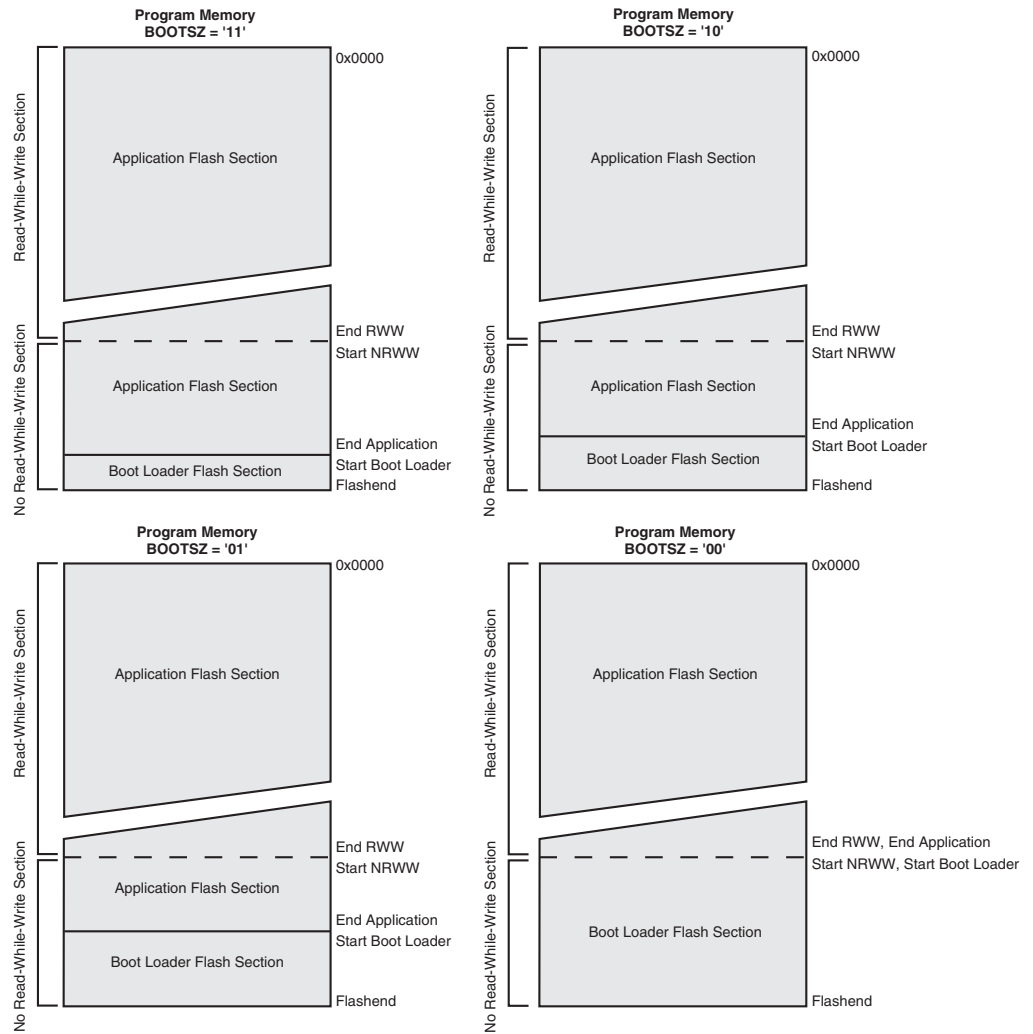 Program Memory
BOOTSZ = '11'
0x0000
Read-While-Write Section
Application Flash Section
End RWW
Start NRWW
No Read-While-Write Section
Application Flash Section
End Application
Start Boot Loader
Boot Loader Flash Section
Flashend
Program Memory
BOOTSZ = '10'
0x0000
Read-While-Write Section
Application Flash Section
End RWW
Start NRWW
No Read-While-Write Section
Application Flash Section
End Application
Start Boot Loader
Boot Loader Flash Section
Flashend
Program Memory
BOOTSZ = '01'
0x0000
Read-While-Write Section
Application Flash Section
End RWW
Start NRWW
No Read-While-Write Section
Application Flash Section
End Application
Start Boot Loader
Boot Loader Flash Section
Flashend
Program Memory
BOOTSZ = '00'
0x0000
Read-While-Write Section
Application Flash Section
End RWW, End Application
Start NRWW, Start Boot Loader
No Read-While-Write Section
Boot Loader Flash Section
Flashend